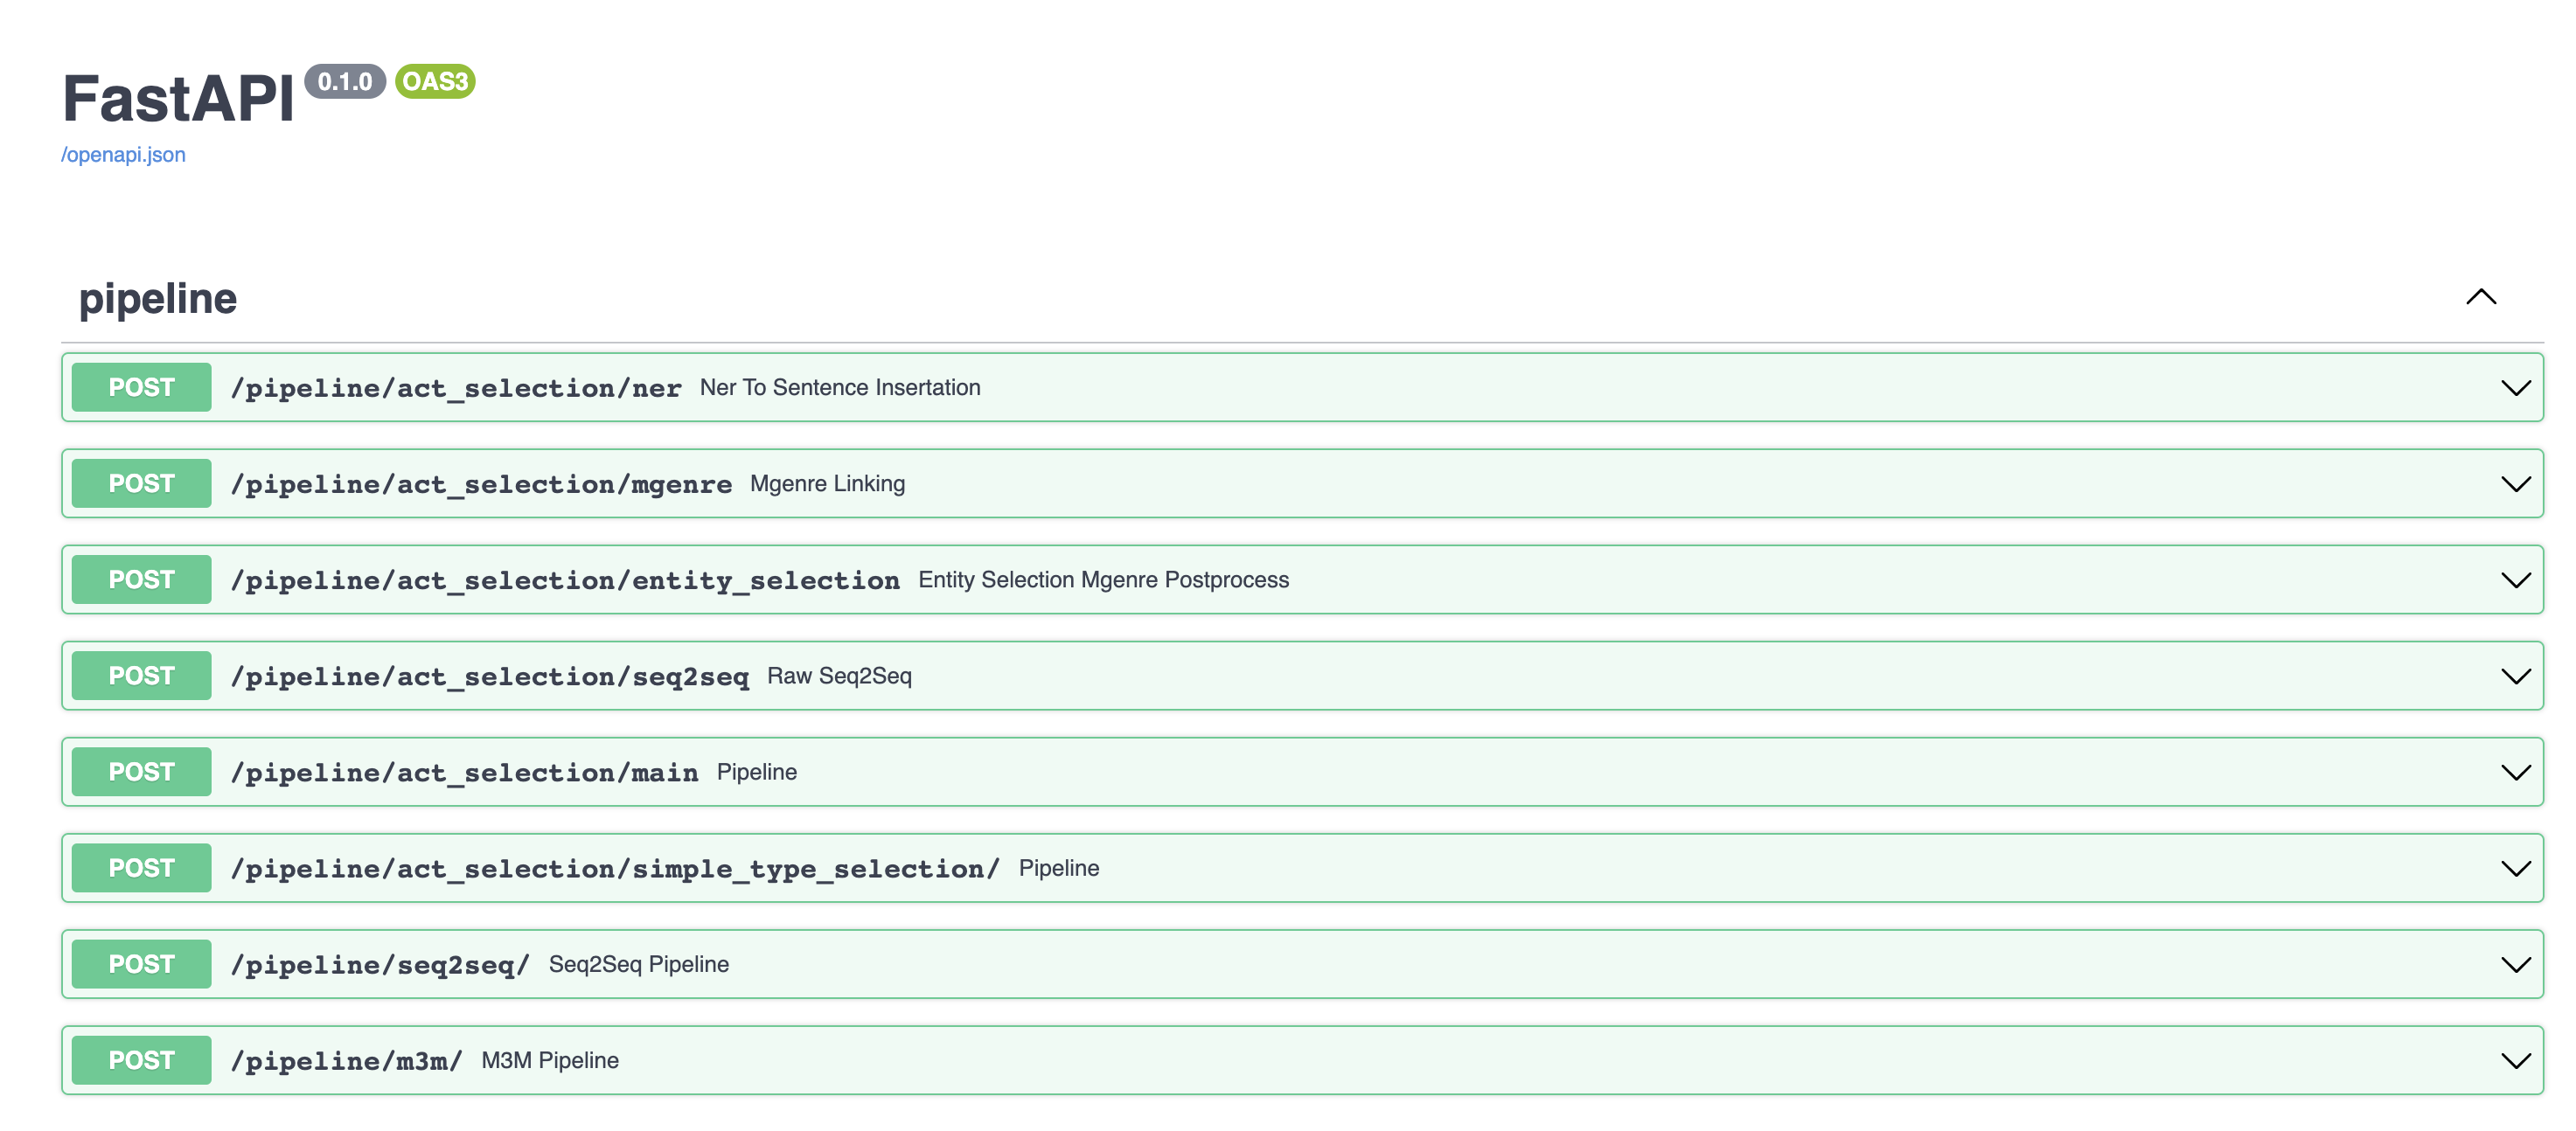 FastAPI 0.1.0 OAS3
/openapi.json
pipeline
POST /pipeline/act_selection/ner Ner To Sentence Insertation
POST /pipeline/act_selection/mgenre Mgenre Linking
POST /pipeline/act_selection/entity_selection Entity Selection Mgenre Postprocess
POST /pipeline/act_selection/seq2seq Raw Seq2Seq
POST /pipeline/act_selection/main Pipeline
POST /pipeline/act_selection/simple_type_selection/ Pipeline
POST /pipeline/seq2seq/ Seq2Seq Pipeline
POST /pipeline/m3m/ M3M Pipeline